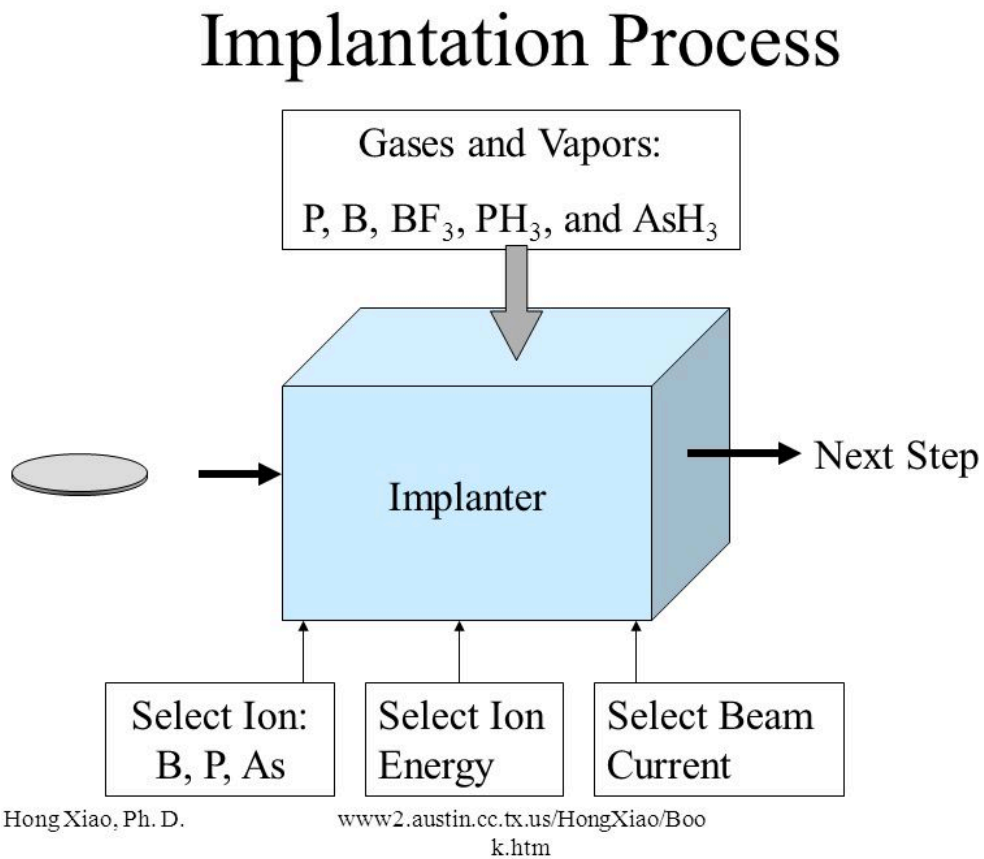 Implantation Process
Gases and Vapors:
P, B, BF₃, PH₃, and AsH₃
Implanter
Next Step
Select Ion:
B, P, As
Select Ion
Energy
Select Beam
Current
Hong Xiao, Ph. D.
www2.austin.cc.tx.us/HongXiao/Boo
k.htm